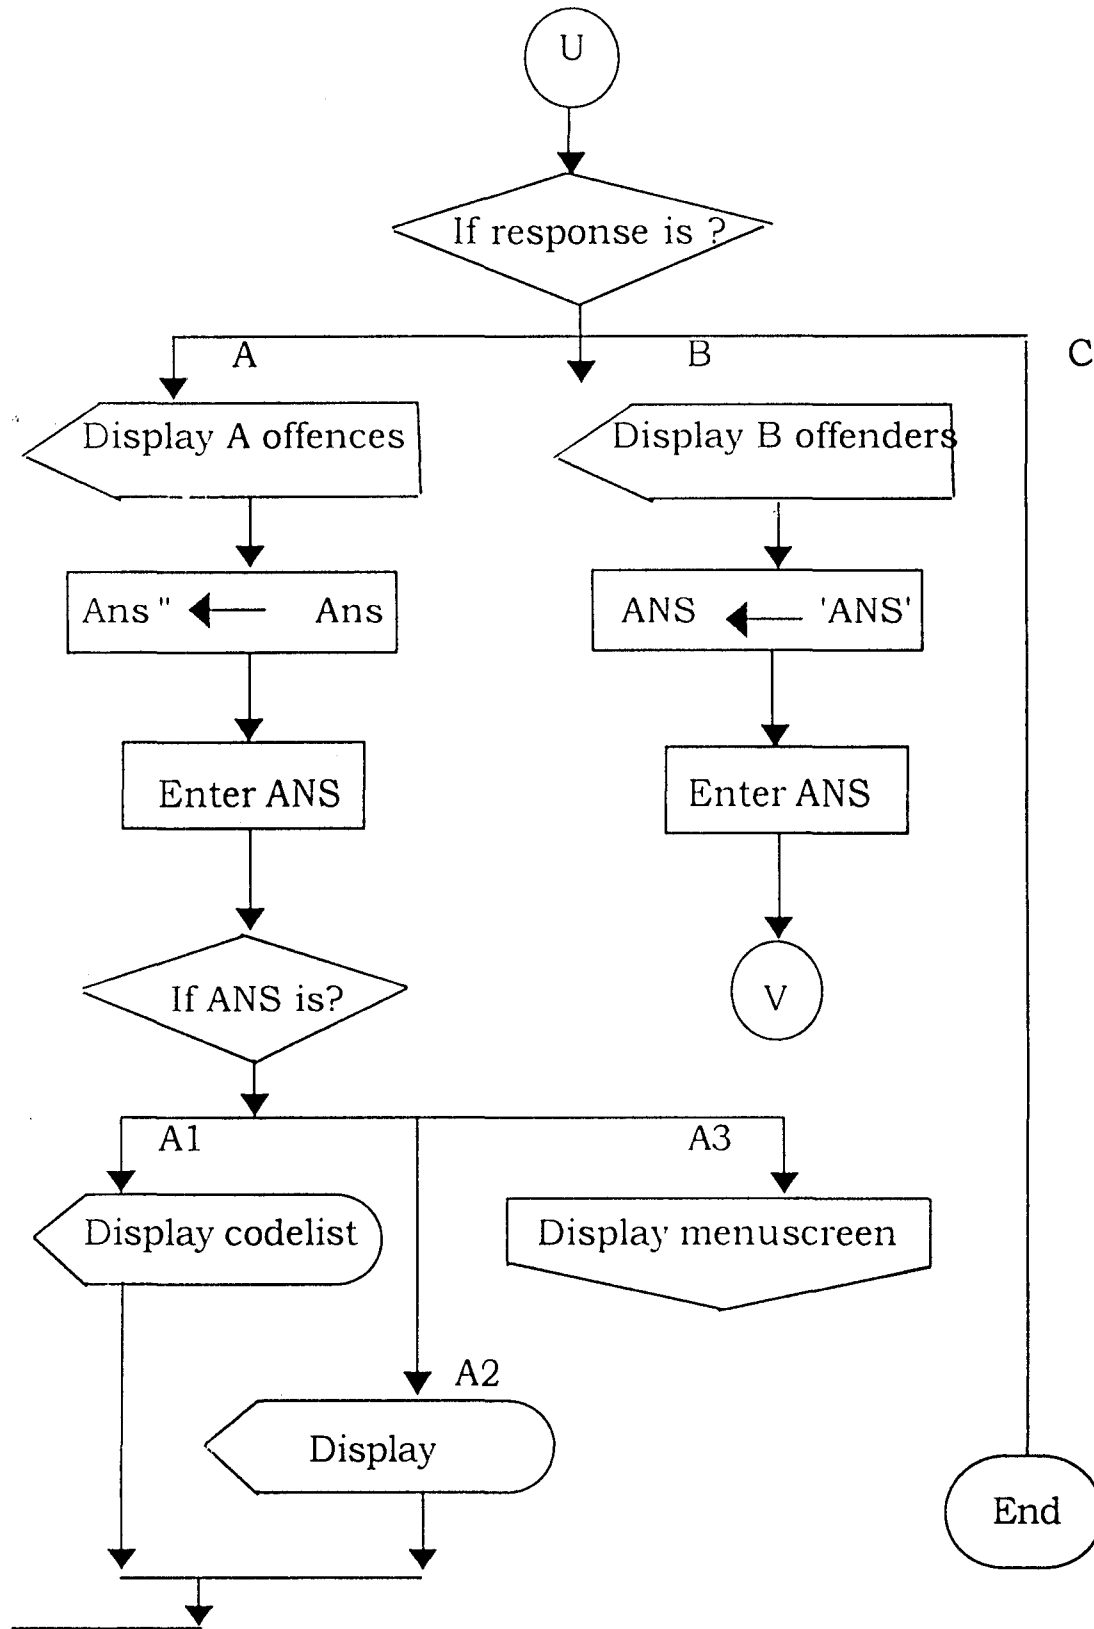 U
If response is ?
A
B
C
Display A offences
Display B offenders
Ans " Ans
ANS 'ANS'
Enter ANS
Enter ANS
If ANS is?
V
A1
A3
Display codelist
Display menuscreen
A2
Display
End